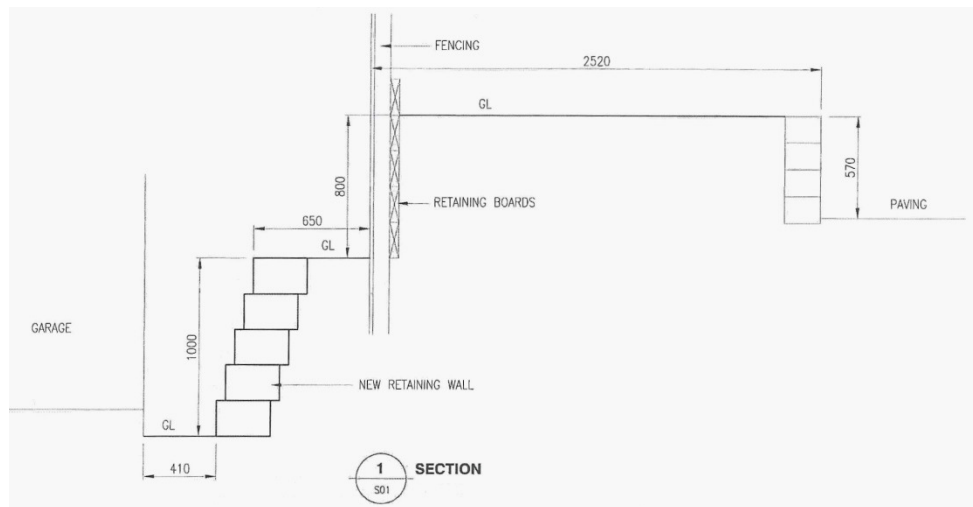 FENCING
2520
GL
800
570
RETAINING BOARDS
PAVING
650
GL
GARAGE
1000
NEW RETAINING WALL
GL
410
1 SECTION
S01